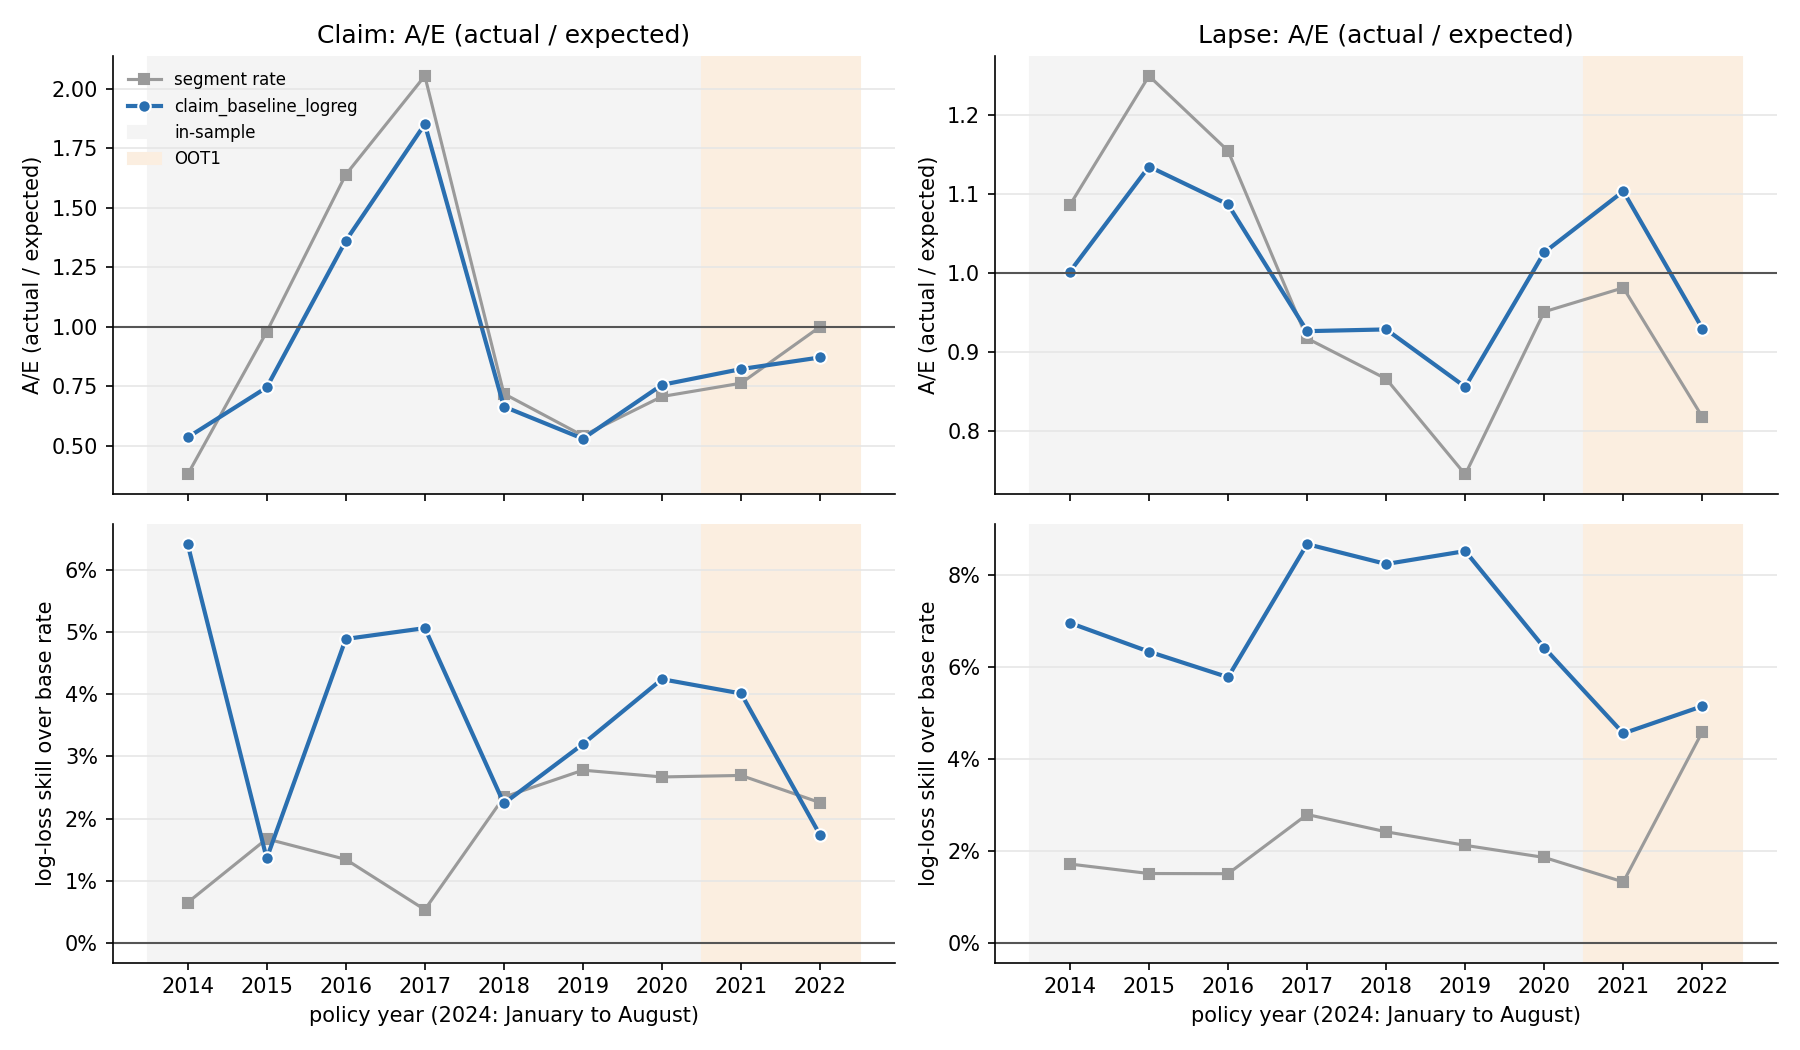 Claim: A/E (actual / expected)
A/E (actual / expected)
2.00
1.75
1.50
1.25
1.00
0.75
0.50
segment rate
claim_baseline_logreg
in-sample
OOT1
Lapse: A/E (actual / expected)
A/E (actual / expected)
1.2
1.1
1.0
0.9
0.8
log-loss skill over base rate
6%
5%
4%
3%
2%
1%
0%
2014 2015 2016 2017 2018 2019 2020 2021 2022
policy year (2024: January to August)
log-loss skill over base rate
8%
6%
4%
2%
0%
2014 2015 2016 2017 2018 2019 2020 2021 2022
policy year (2024: January to August)